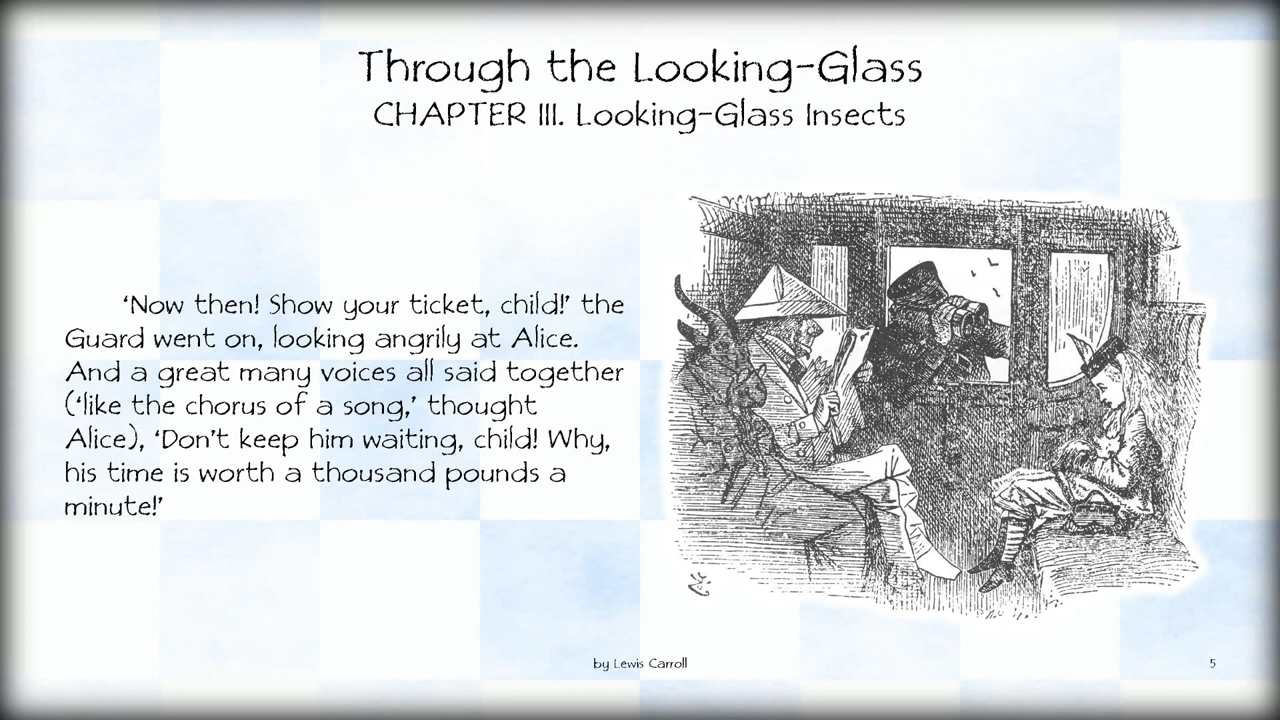 Through the Looking-Glass
CHAPTER III. Looking-Glass Insects
‘Now then! Show your ticket, child!’ the
Guard went on, looking angrily at Alice.
And a great many voices all said together
(‘like the chorus of a song,’ thought
Alice), ‘Don’t keep him waiting, child! Why,
his time is worth a thousand pounds a
minute!’
by Lewis Carroll
5